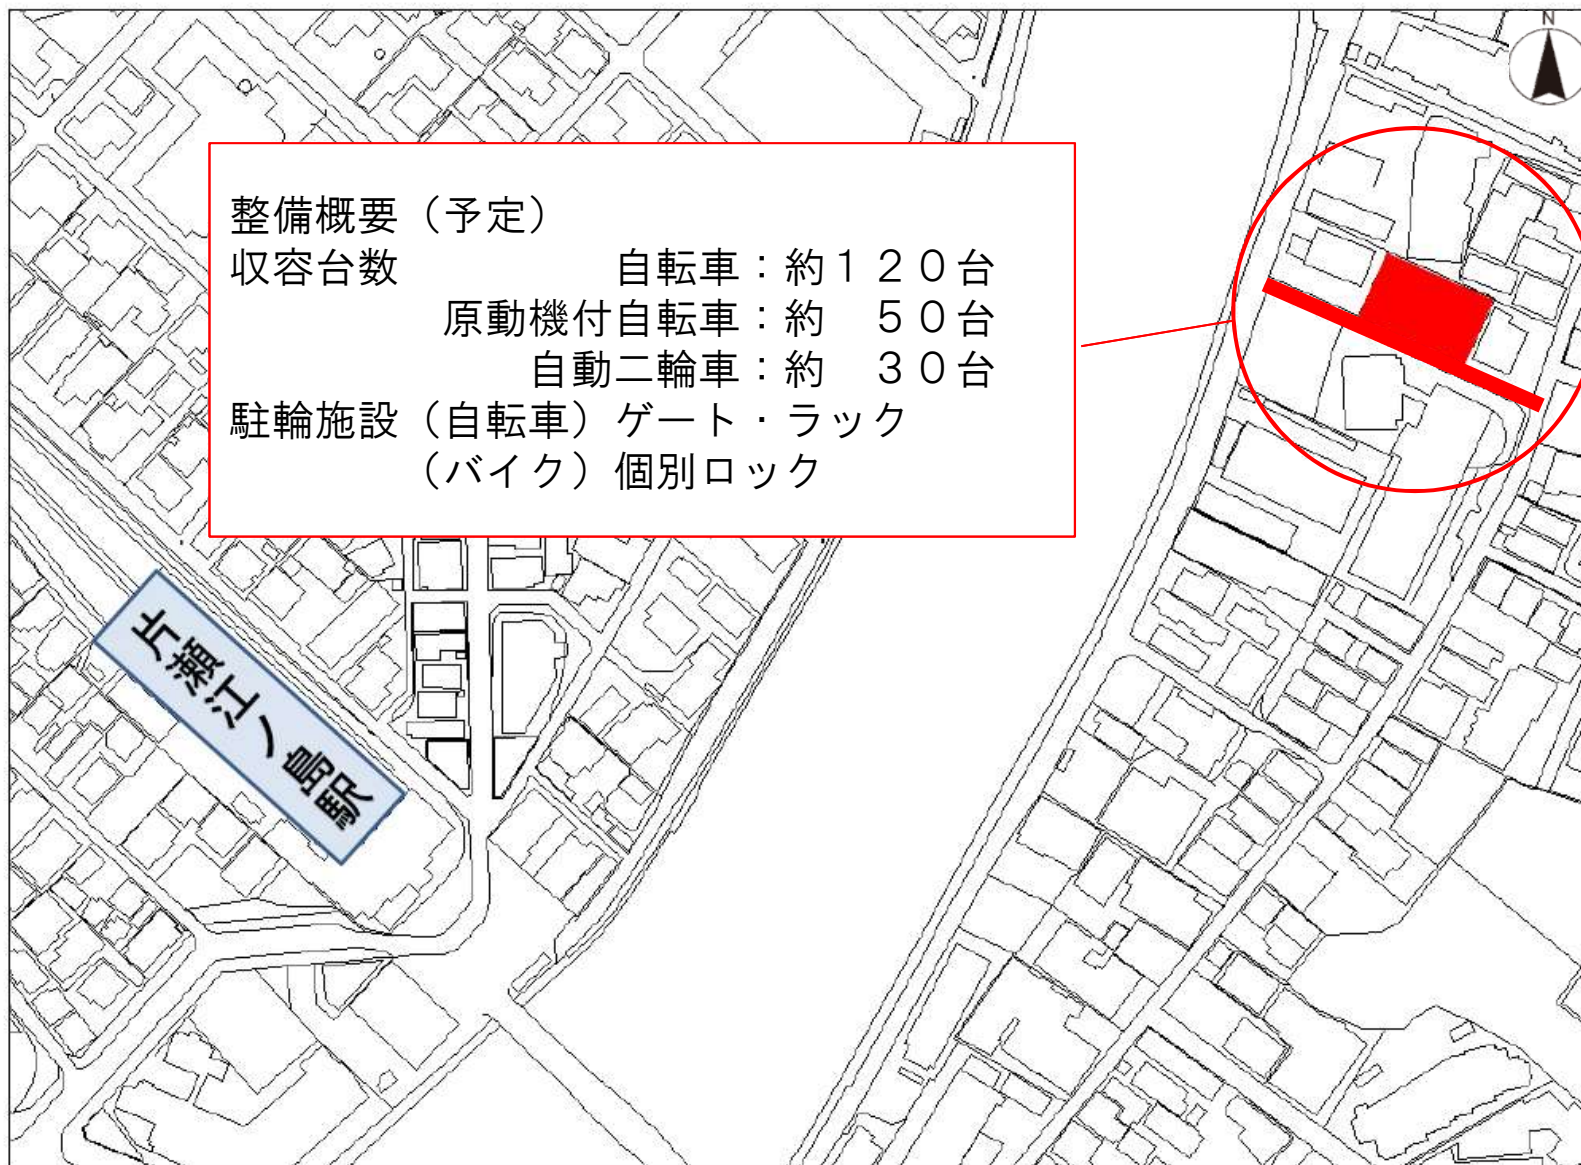 N
整備概要（予定）
収容台数　　　　　自転車：約１２０台
原動機付自転車：約　５０台
自動二輪車：約　３０台
駐輪施設（自転車）ゲート・ラック
（バイク）個別ロック
片瀬江ノ島駅